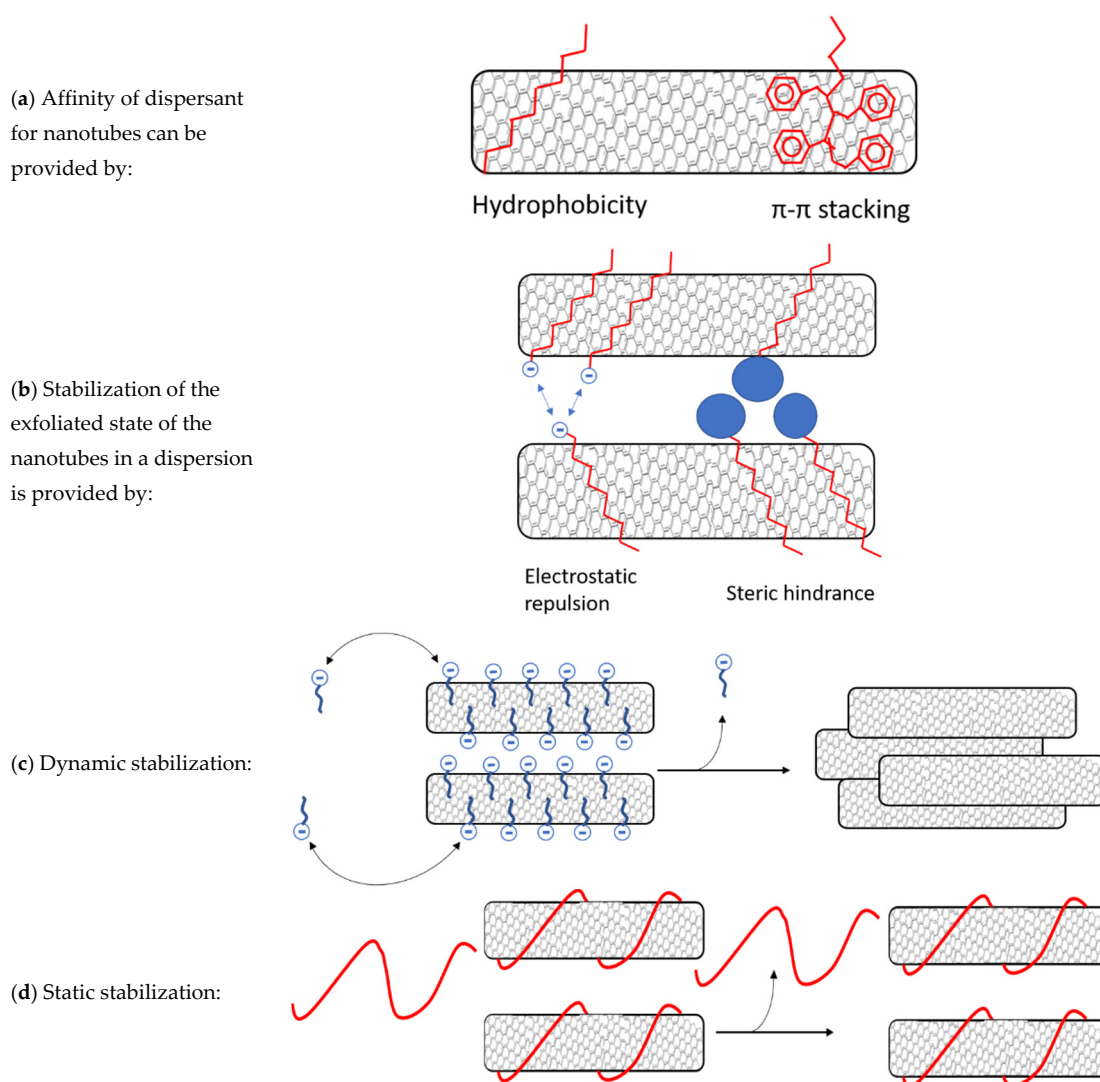 (a) Affinity of dispersant
for nanotubes can be
provided by:
Hydrophobicity
π-π stacking
(b) Stabilization of the
exfoliated state of the
nanotubes in a dispersion
is provided by:
Electrostatic
repulsion
Steric hindrance
(c) Dynamic stabilization:
(d) Static stabilization: